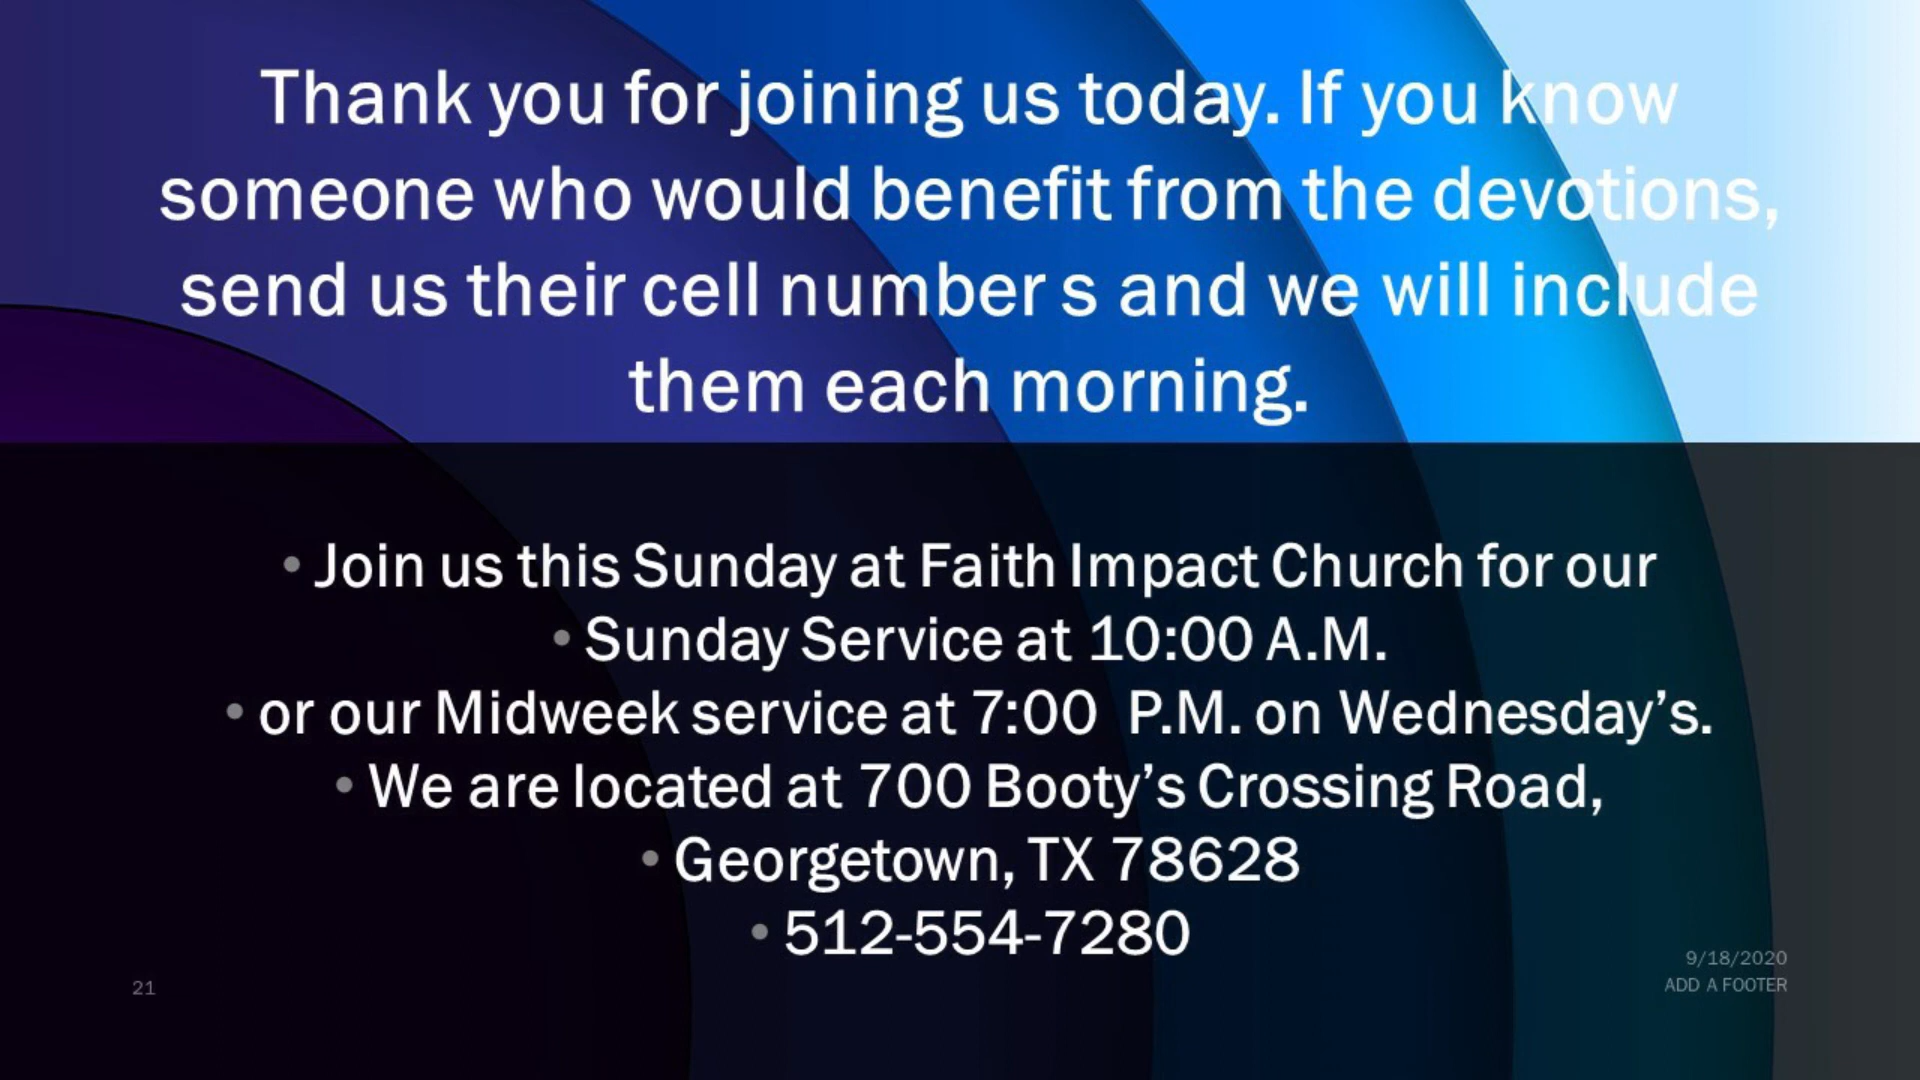 Thank you for joining us today. If you know
someone who would benefit from the devotions,
send us their cell number s and we will include
them each morning.
• Join us this Sunday at Faith Impact Church for our
• Sunday Service at 10:00 A.M.
• or our Midweek service at 7:00  P.M. on Wednesday’s.
• We are located at 700 Booty’s Crossing Road,
• Georgetown, TX 78628
• 512-554-7280
9/18/2020
ADD A FOOTER
21